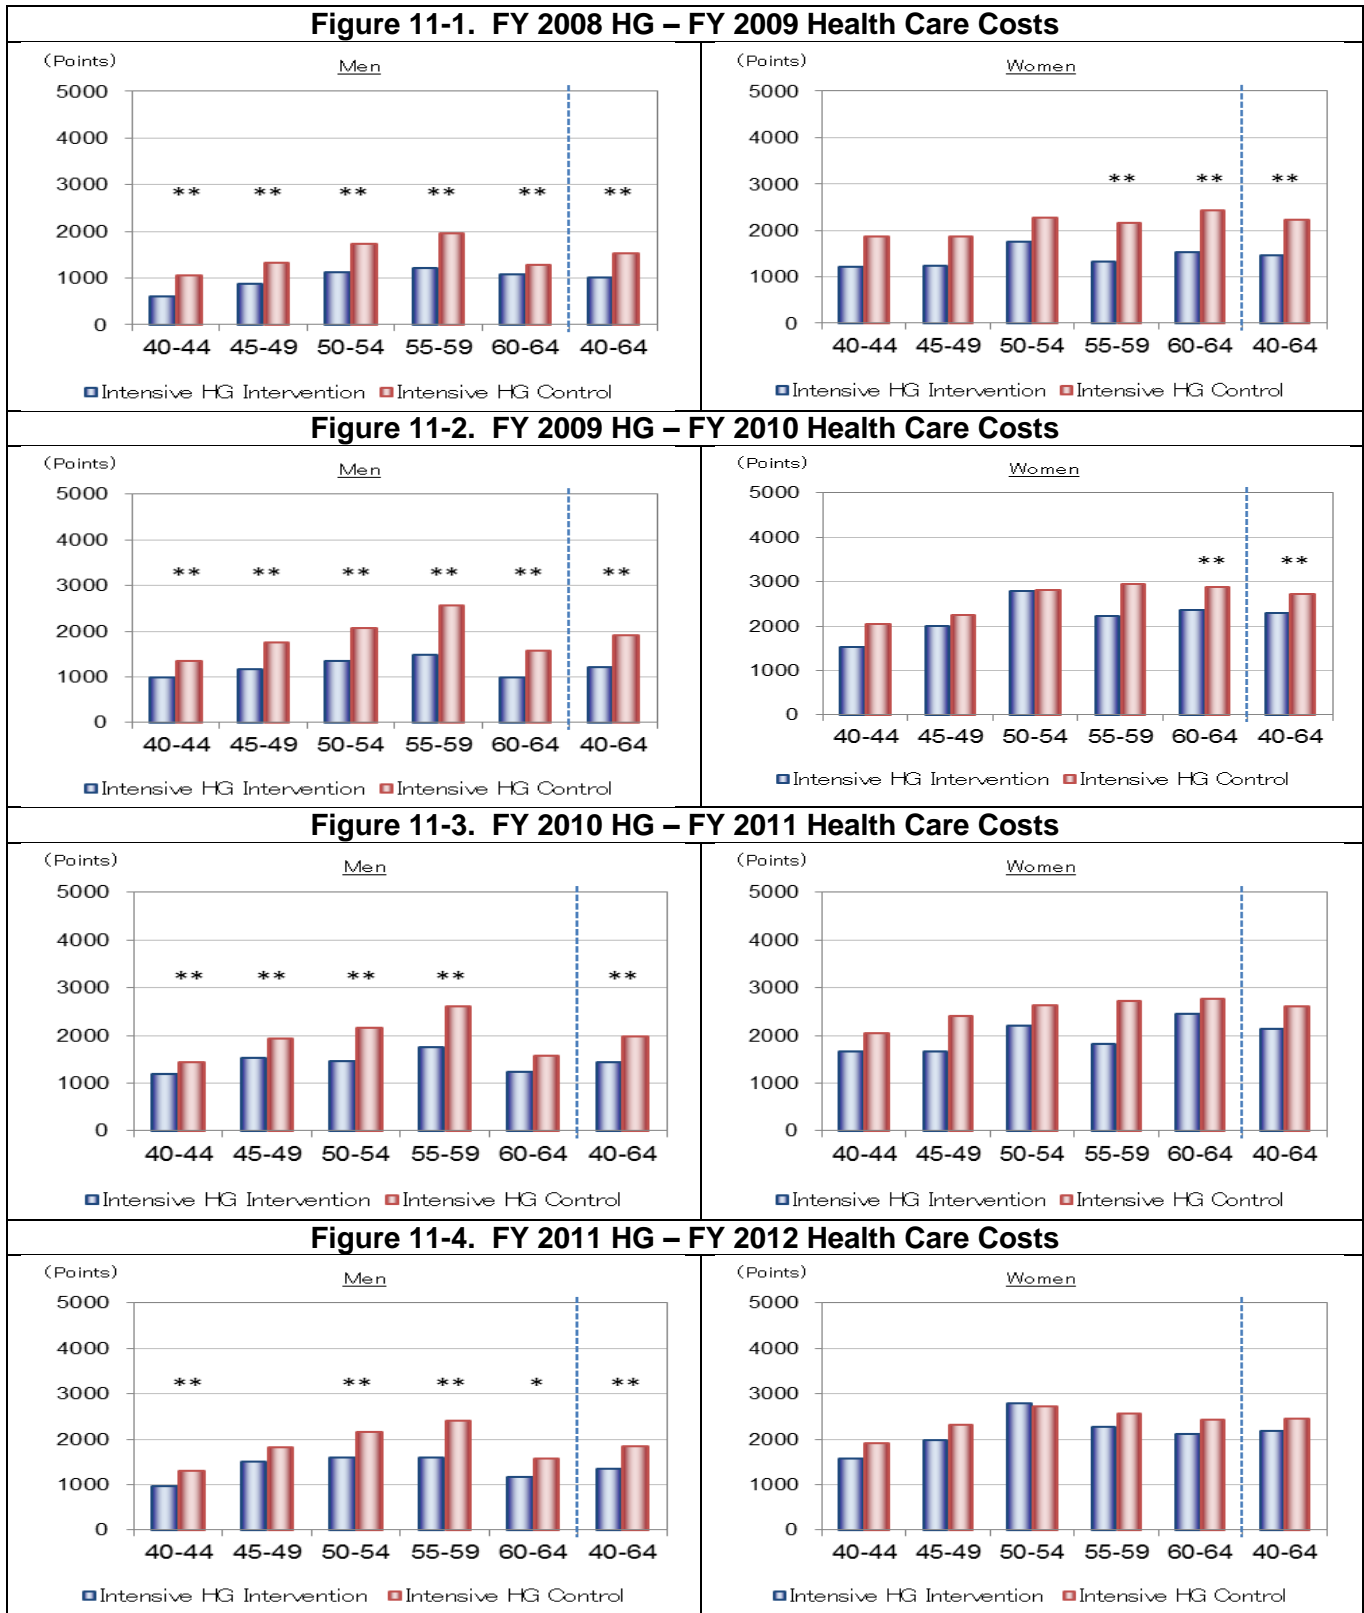 Figure 11-1.  FY 2008 HG – FY 2009 Health Care Costs
(Points)
Men
5000
4000
3000
2000
1000
0
** ** ** ** ** **
40-44 45-49 50-54 55-59 60-64 40-64
Intensive HG Intervention Intensive HG Control
(Points)
Women
5000
4000
3000
2000
1000
0
** ** **
40-44 45-49 50-54 55-59 60-64 40-64
Intensive HG Intervention Intensive HG Control
Figure 11-2.  FY 2009 HG – FY 2010 Health Care Costs
(Points)
Men
5000
4000
3000
2000
1000
0
** ** ** ** ** **
40-44 45-49 50-54 55-59 60-64 40-64
Intensive HG Intervention Intensive HG Control
(Points)
Women
5000
4000
3000
2000
1000
0
** **
40-44 45-49 50-54 55-59 60-64 40-64
Intensive HG Intervention Intensive HG Control
Figure 11-3.  FY 2010 HG – FY 2011 Health Care Costs
(Points)
Men
5000
4000
3000
2000
1000
0
** ** ** ** **
40-44 45-49 50-54 55-59 60-64 40-64
Intensive HG Intervention Intensive HG Control
(Points)
Women
5000
4000
3000
2000
1000
0
40-44 45-49 50-54 55-59 60-64 40-64
Intensive HG Intervention Intensive HG Control
Figure 11-4.  FY 2011 HG – FY 2012 Health Care Costs
(Points)
Men
5000
4000
3000
2000
1000
0
** ** ** * **
40-44 45-49 50-54 55-59 60-64 40-64
Intensive HG Intervention Intensive HG Control
(Points)
Women
5000
4000
3000
2000
1000
0
40-44 45-49 50-54 55-59 60-64 40-64
Intensive HG Intervention Intensive HG Control